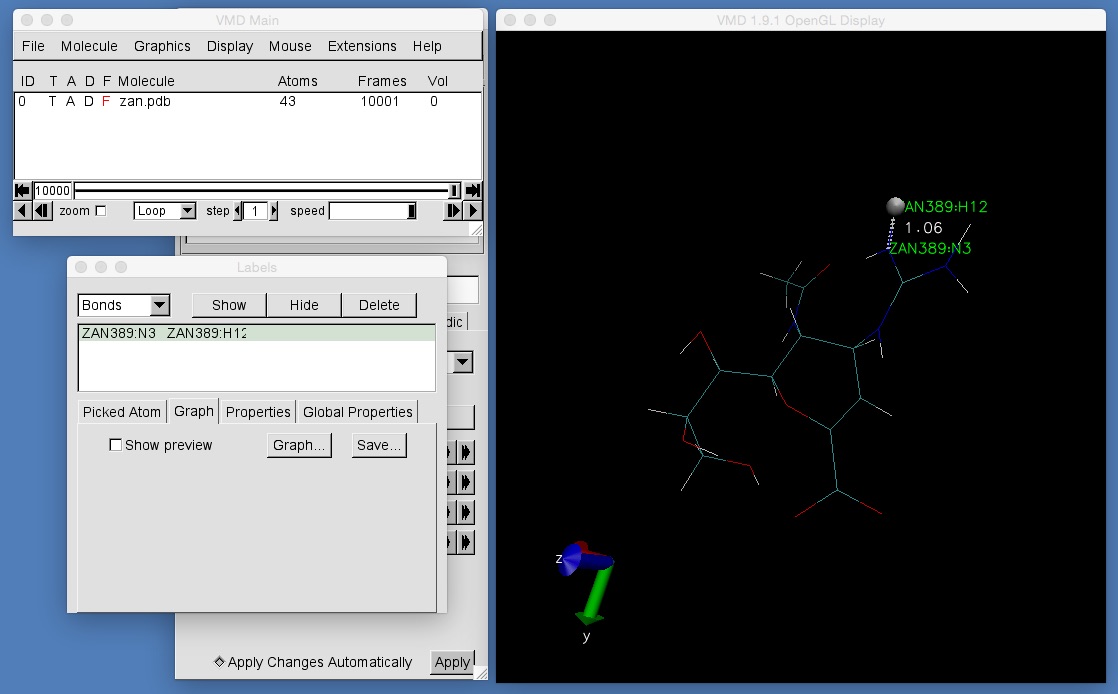 VMD Main
File Molecule Graphics Display Mouse Extensions Help
ID T A D F Molecule Atoms Frames Vol
0 T A D F zan.pdb 43 10001 0
10000
zoom Loop step 1 speed
Labels
Bonds Show Hide Delete
ZAN389:N3 ZAN389:H12
Picked Atom Graph Properties Global Properties
Show preview Graph... Save...
dic
Apply Changes Automatically Apply
VMD 1.9.1 OpenGL Display
AN389:H12
1.06
ZAN389:N3
z
y